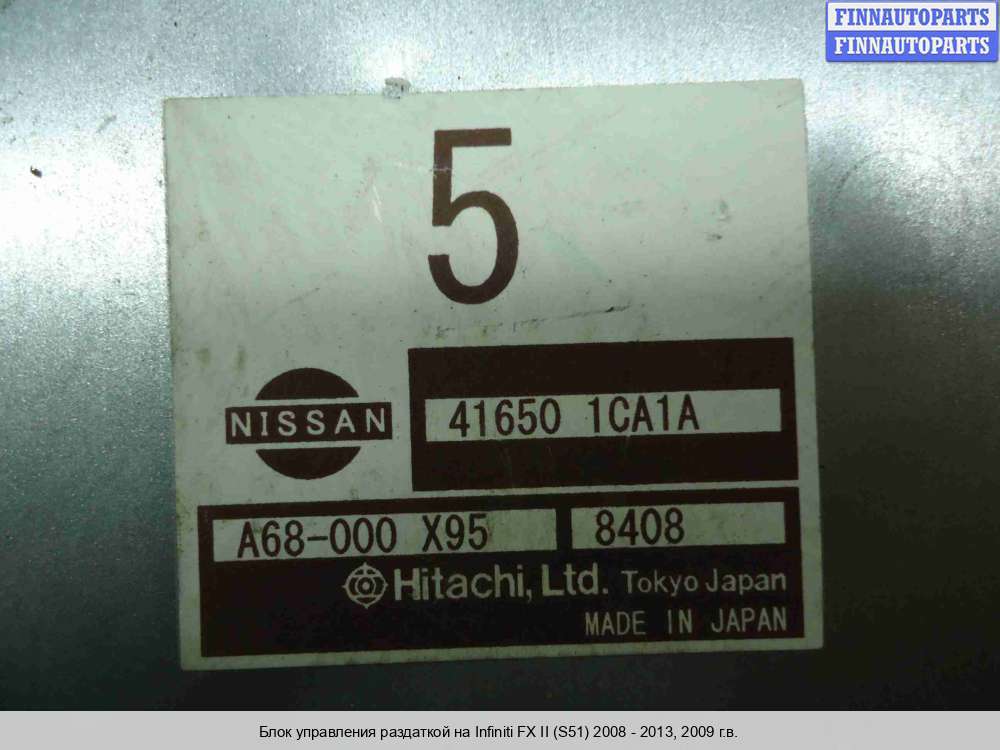 FINNAUTOPARTS
FINNAUTOPARTS
5
NISSAN
41650 1CA1A
A68-000 X95
8408
Hitachi, Ltd. Tokyo Japan
MADE IN JAPAN
Блок управления раздаткой на Infiniti FX II (S51) 2008 - 2013, 2009 г.в.